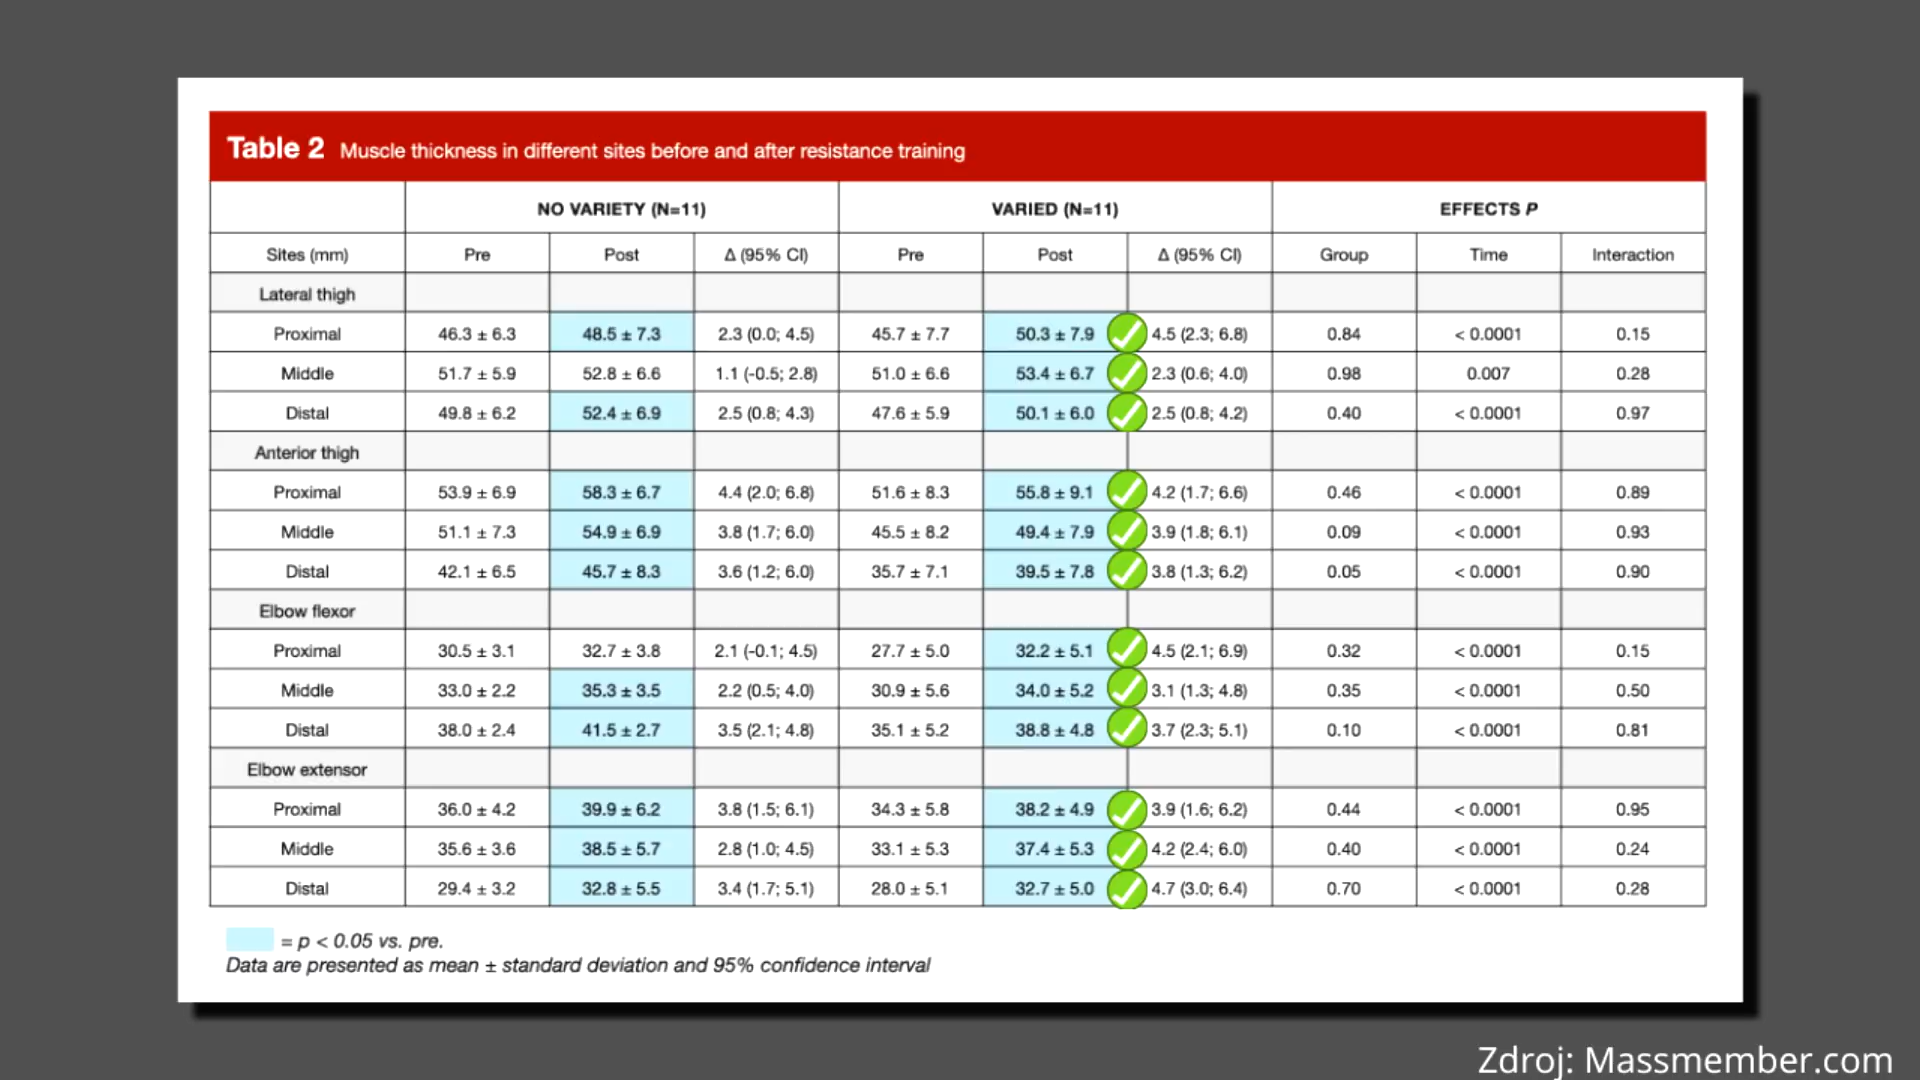 Table 2 Muscle thickness in different sites before and after resistance training
NO VARIETY (N=11) VARIED (N=11) EFFECTS P
Sites (mm) Pre Post Δ (95% CI) Pre Post Δ (95% CI) Group Time Interaction
Lateral thigh
Proximal 46.3 ± 6.3 48.5 ± 7.3 2.3 (0.0; 4.5) 45.7 ± 7.7 50.3 ± 7.9 4.5 (2.3; 6.8) 0.84 < 0.0001 0.15
Middle 51.7 ± 5.9 52.8 ± 6.6 1.1 (-0.5; 2.8) 51.0 ± 6.6 53.4 ± 6.7 2.3 (0.6; 4.0) 0.98 0.007 0.28
Distal 49.8 ± 6.2 52.4 ± 6.9 2.5 (0.8; 4.3) 47.6 ± 5.9 50.1 ± 6.0 2.5 (0.8; 4.2) 0.40 < 0.0001 0.97
Anterior thigh
Proximal 53.9 ± 6.9 58.3 ± 6.7 4.4 (2.0; 6.8) 51.6 ± 8.3 55.8 ± 9.1 4.2 (1.7; 6.6) 0.46 < 0.0001 0.89
Middle 51.1 ± 7.3 54.9 ± 6.9 3.8 (1.7; 6.0) 45.5 ± 8.2 49.4 ± 7.9 3.9 (1.8; 6.1) 0.09 < 0.0001 0.93
Distal 42.1 ± 6.5 45.7 ± 8.3 3.6 (1.2; 6.0) 35.7 ± 7.1 39.5 ± 7.8 3.8 (1.3; 6.2) 0.05 < 0.0001 0.90
Elbow flexor
Proximal 30.5 ± 3.1 32.7 ± 3.8 2.1 (-0.1; 4.5) 27.7 ± 5.0 32.2 ± 5.1 4.5 (2.1; 6.9) 0.32 < 0.0001 0.15
Middle 33.0 ± 2.2 35.3 ± 3.5 2.2 (0.5; 4.0) 30.9 ± 5.6 34.0 ± 5.2 3.1 (1.3; 4.8) 0.35 < 0.0001 0.50
Distal 38.0 ± 2.4 41.5 ± 2.7 3.5 (2.1; 4.8) 35.1 ± 5.2 38.8 ± 4.8 3.7 (2.3; 5.1) 0.10 < 0.0001 0.81
Elbow extensor
Proximal 36.0 ± 4.2 39.9 ± 6.2 3.8 (1.5; 6.1) 34.3 ± 5.8 38.2 ± 4.9 3.9 (1.6; 6.2) 0.44 < 0.0001 0.95
Middle 35.6 ± 3.6 38.5 ± 5.7 2.8 (1.0; 4.5) 33.1 ± 5.3 37.4 ± 5.3 4.2 (2.4; 6.0) 0.40 < 0.0001 0.24
Distal 29.4 ± 3.2 32.8 ± 5.5 3.4 (1.7; 5.1) 28.0 ± 5.1 32.7 ± 5.0 4.7 (3.0; 6.4) 0.70 < 0.0001 0.28
= p < 0.05 vs. pre.
Data are presented as mean ± standard deviation and 95% confidence interval
Zdroj: Massmember.com